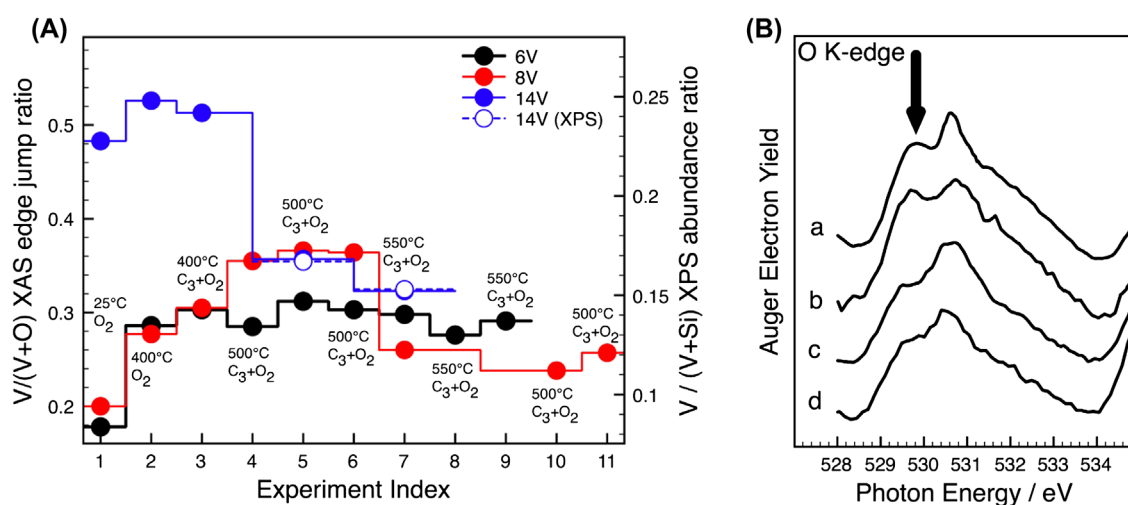 (A)
V/(V+O) XAS edge jump ratio
0.5
0.4
0.3
0.2
6V
8V
14V
14V (XPS)
25°C
O2
400°C
O2
400°C
C3+O2
500°C
C3+O2
500°C
C3+O2
500°C
C3+O2
550°C
C3+O2
550°C
C3+O2
550°C
C3+O2
500°C
C3+O2
500°C
C3+O2
1 2 3 4 5 6 7 8 9 10 11
Experiment Index
0.25
0.2
0.15
0.1
V / (V+Si) XPS abundance ratio
(B)
O K-edge
Auger Electron Yield
a
b
c
d
528 529 530 531 532 533 534
Photon Energy / eV